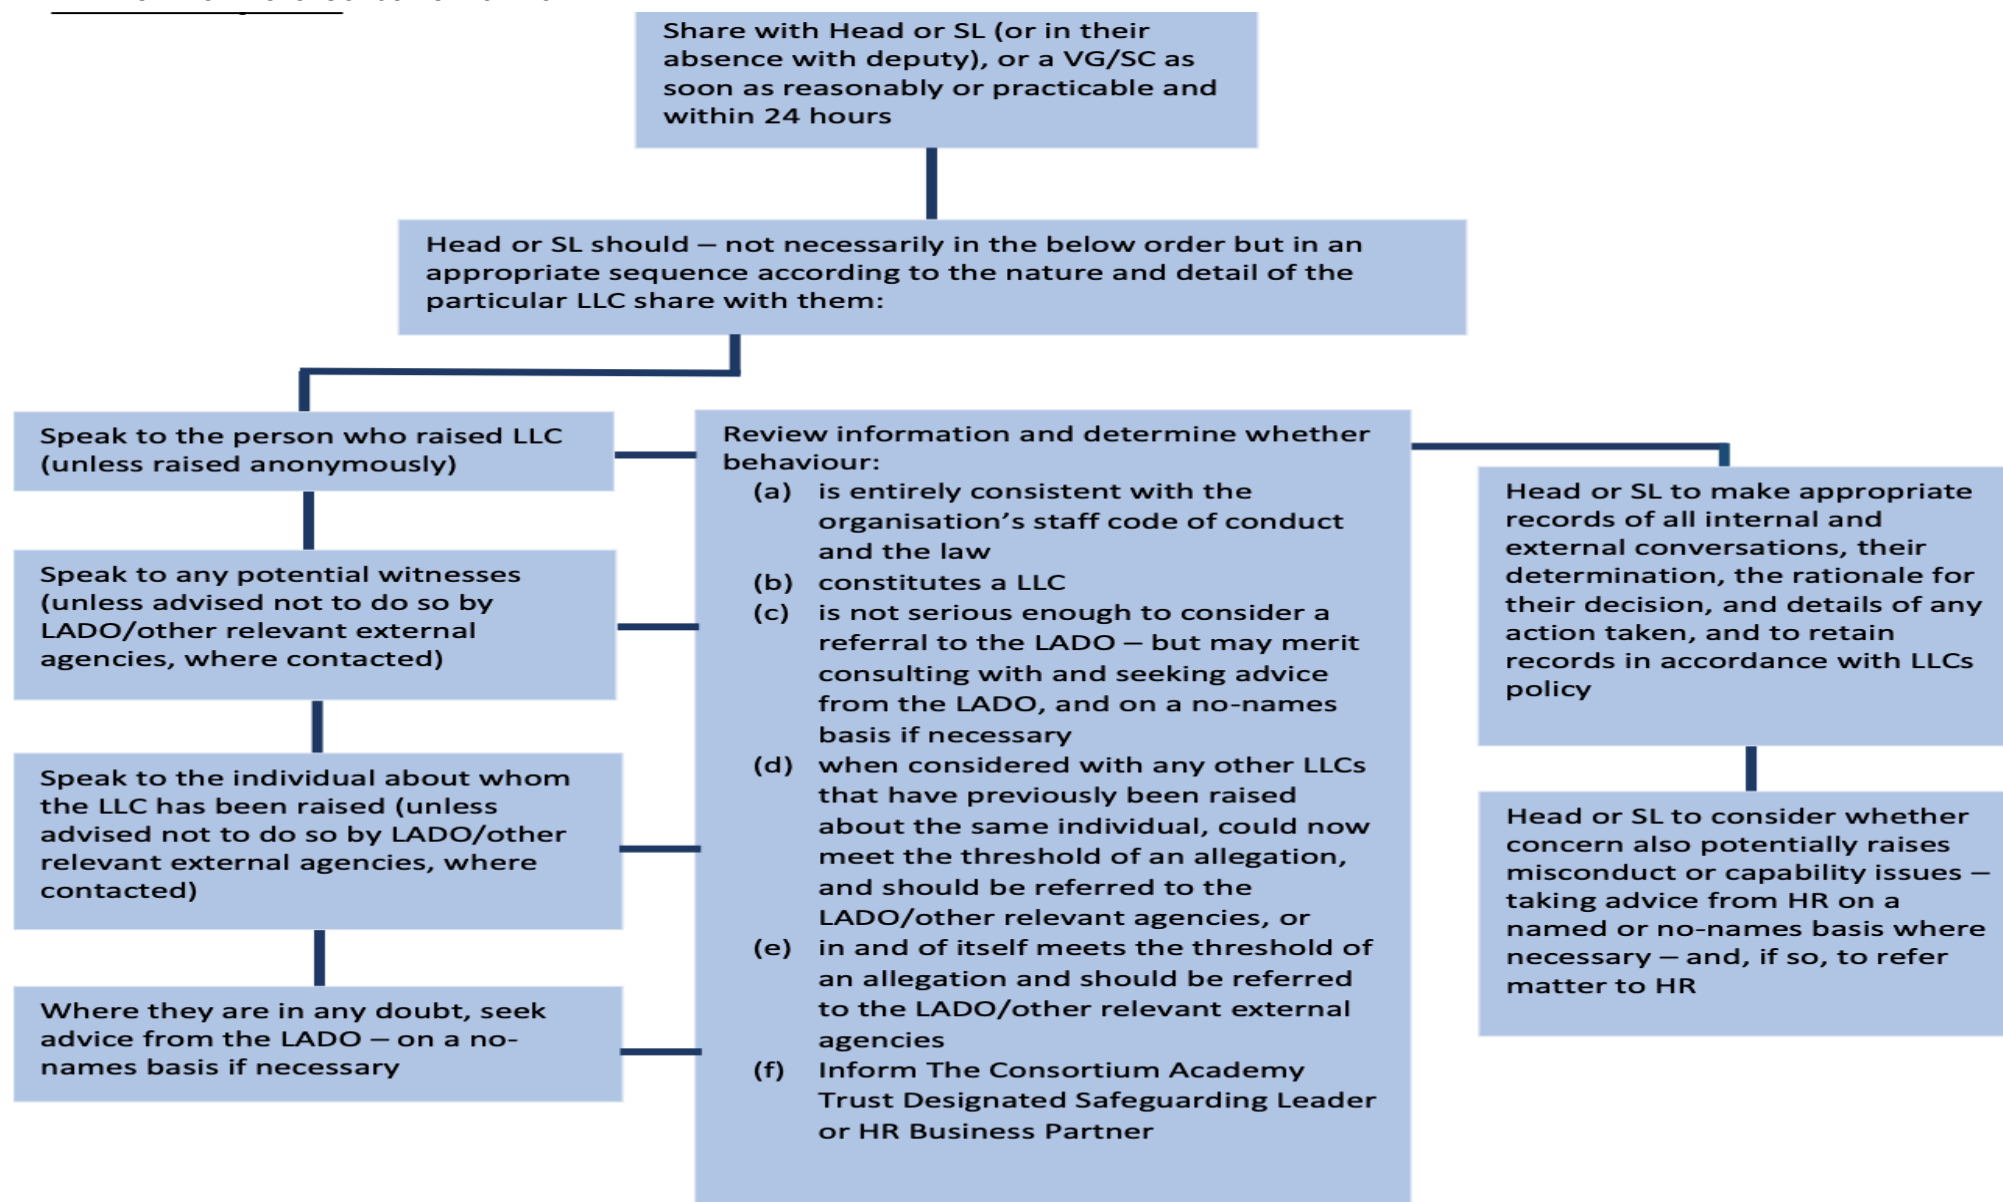 Share with Head or SL (or in their
absence with deputy), or a VG/SC as
soon as reasonably or practicable and
within 24 hours
Head or SL should – not necessarily in the below order but in an
appropriate sequence according to the nature and detail of the
particular LLC share with them:
Speak to the person who raised LLC
(unless raised anonymously)
Speak to any potential witnesses
(unless advised not to do so by
LADO/other relevant external
agencies, where contacted)
Speak to the individual about whom
the LLC has been raised (unless
advised not to do so by LADO/other
relevant external agencies, where
contacted)
Where they are in any doubt, seek
advice from the LADO – on a no-
names basis if necessary
Review information and determine whether
behaviour:
(a) is entirely consistent with the
organisation’s staff code of conduct
and the law
(b) constitutes a LLC
(c) is not serious enough to consider a
referral to the LADO – but may merit
consulting with and seeking advice
from the LADO, and on a no-names
basis if necessary
(d) when considered with any other LLCs
that have previously been raised
about the same individual, could now
meet the threshold of an allegation,
and should be referred to the
LADO/other relevant agencies, or
(e) in and of itself meets the threshold of
an allegation and should be referred
to the LADO/other relevant external
agencies
(f) Inform The Consortium Academy
Trust Designated Safeguarding Leader
or HR Business Partner
Head or SL to make appropriate
records of all internal and
external conversations, their
determination, the rationale for
their decision, and details of any
action taken, and to retain
records in accordance with LLCs
policy
Head or SL to consider whether
concern also potentially raises
misconduct or capability issues –
taking advice from HR on a
named or no-names basis where
necessary – and, if so, to refer
matter to HR